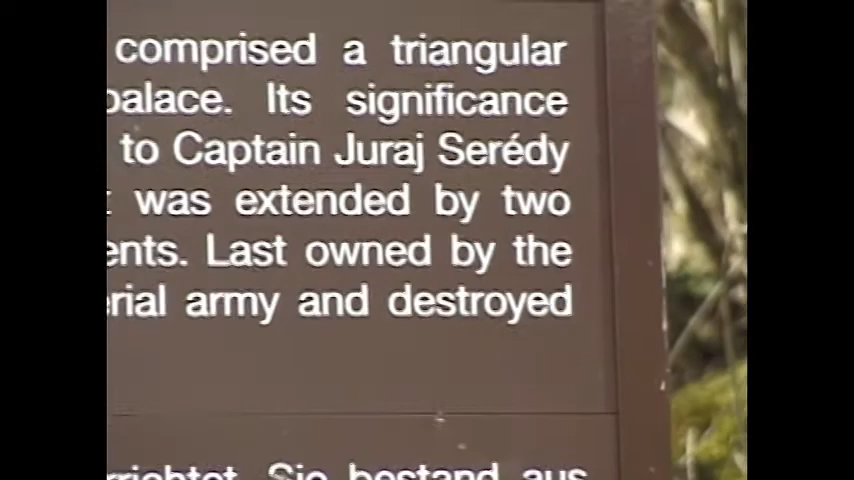 comprised a triangular
palace. Its significance
to Captain Juraj Serédy
was extended by two
ents. Last owned by the
erial army and destroyed
rrichtet. Sie bestand aus